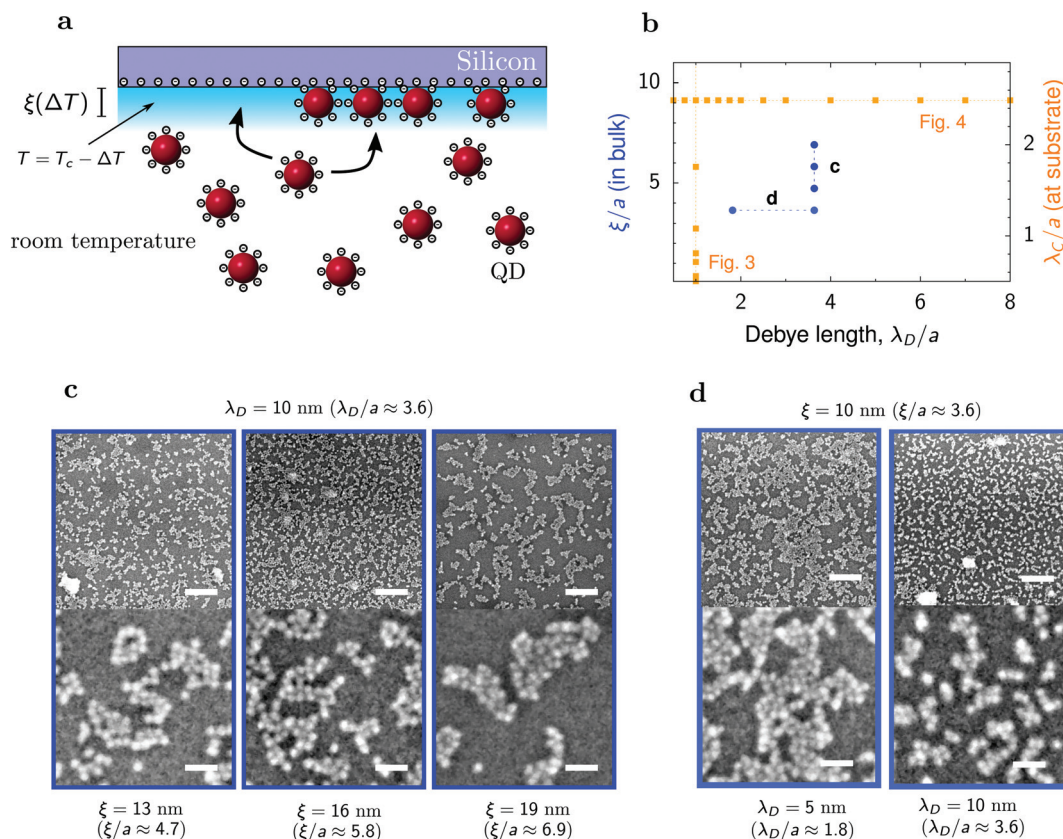 a
Silicon
ξ(ΔT)
T = T_c − ΔT
room temperature
QD
b
10
5
ξ/a (in bulk)
Fig. 4
c
d
Fig. 3
2
1
λ_C/a (at substrate)
2 4 6 8
Debye length, λ_D/a
c
λ_D = 10 nm (λ_D/a ≈ 3.6)
ξ = 13 nm
(ξ/a ≈ 4.7)
ξ = 16 nm
(ξ/a ≈ 5.8)
ξ = 19 nm
(ξ/a ≈ 6.9)
d
ξ = 10 nm (ξ/a ≈ 3.6)
λ_D = 5 nm
(λ_D/a ≈ 1.8)
λ_D = 10 nm
(λ_D/a ≈ 3.6)